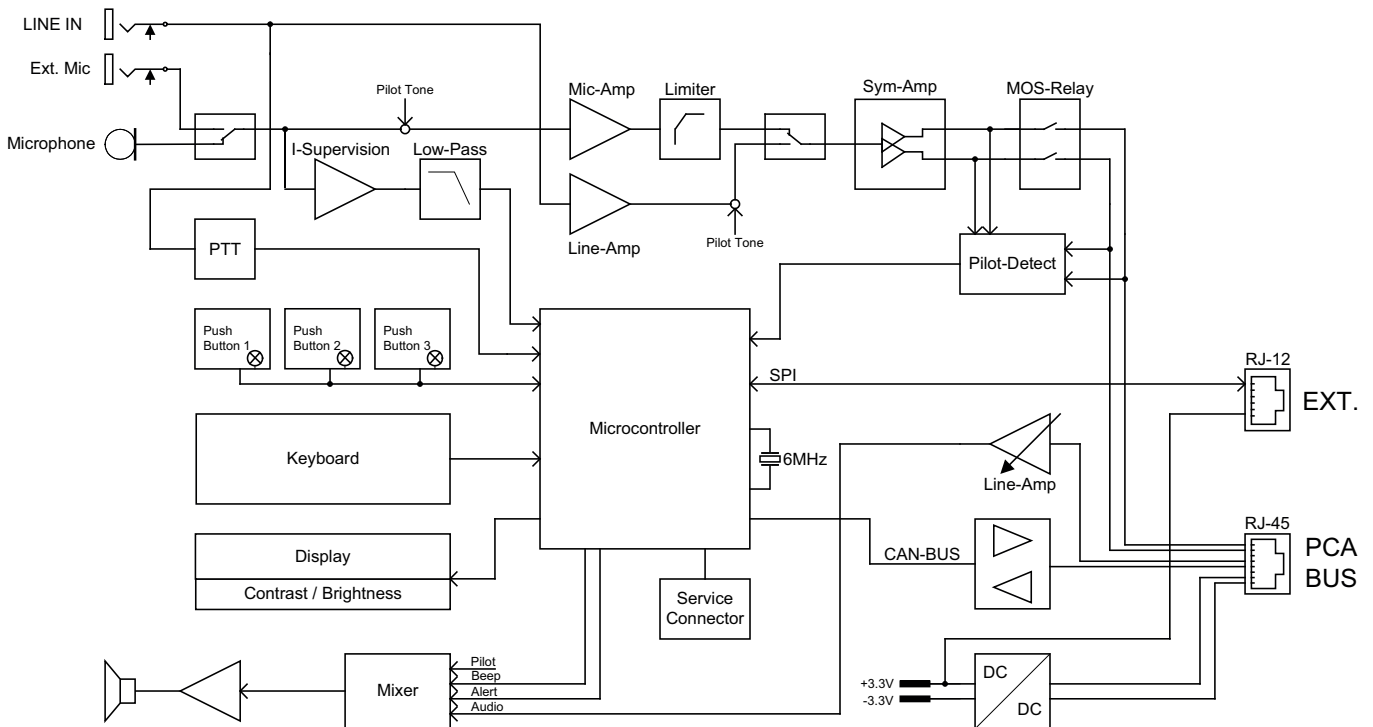 LINE IN
Ext. Mic
Microphone
Pilot Tone
Mic-Amp
Limiter
Sym-Amp
MOS-Relay
I-Supervision
Low-Pass
PTT
Line-Amp
Pilot Tone
Pilot-Detect
Push
Button 1
Push
Button 2
Push
Button 3
Microcontroller
SPI
RJ-12
EXT.
Keyboard
6MHz
Line-Amp
Display
Contrast / Brightness
CAN-BUS
RJ-45
PCA
BUS
Service
Connector
Mixer
Pilot
Beep
Alert
Audio
+3.3V
-3.3V
DC
DC